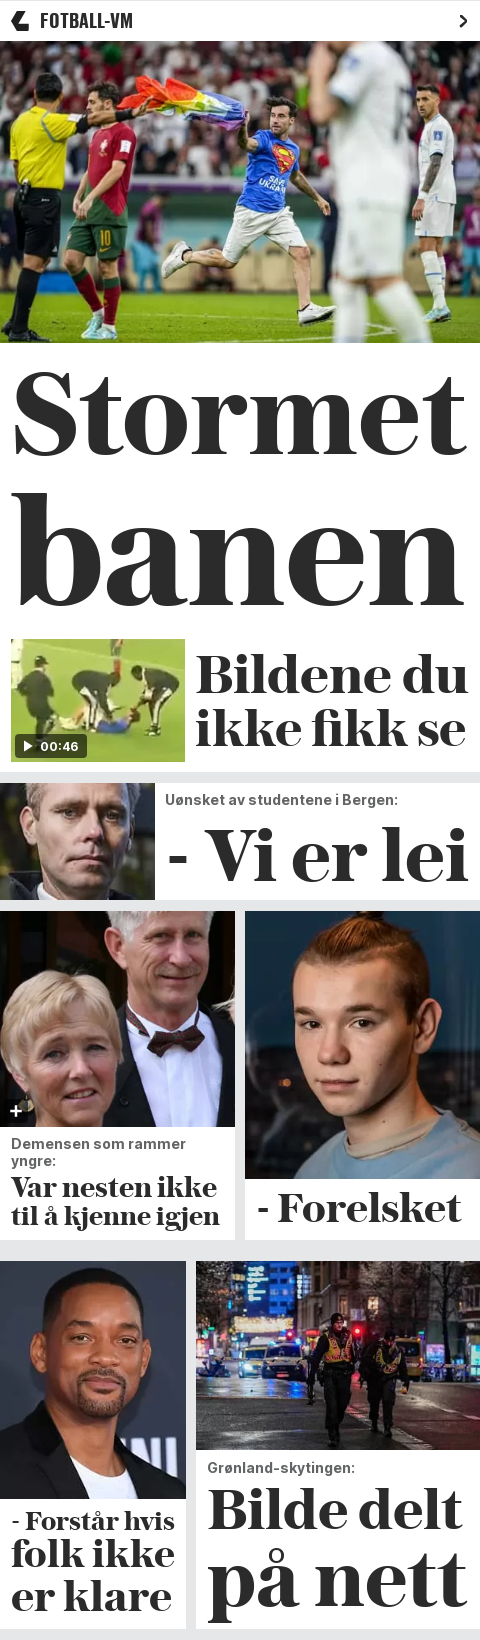 FOTBALL-VM
10
SAVE
UKRAI
Stormet
banen
00:46
Bildene du
ikke fikk se
Uønsket av studentene i Bergen:
- Vi er lei
Demensen som rammer
yngre:
Var nesten ikke
til å kjenne igjen
- Forelsket
- Forstår hvis
folk ikke
er klare
Grønland-skytingen:
Bilde delt
på nett